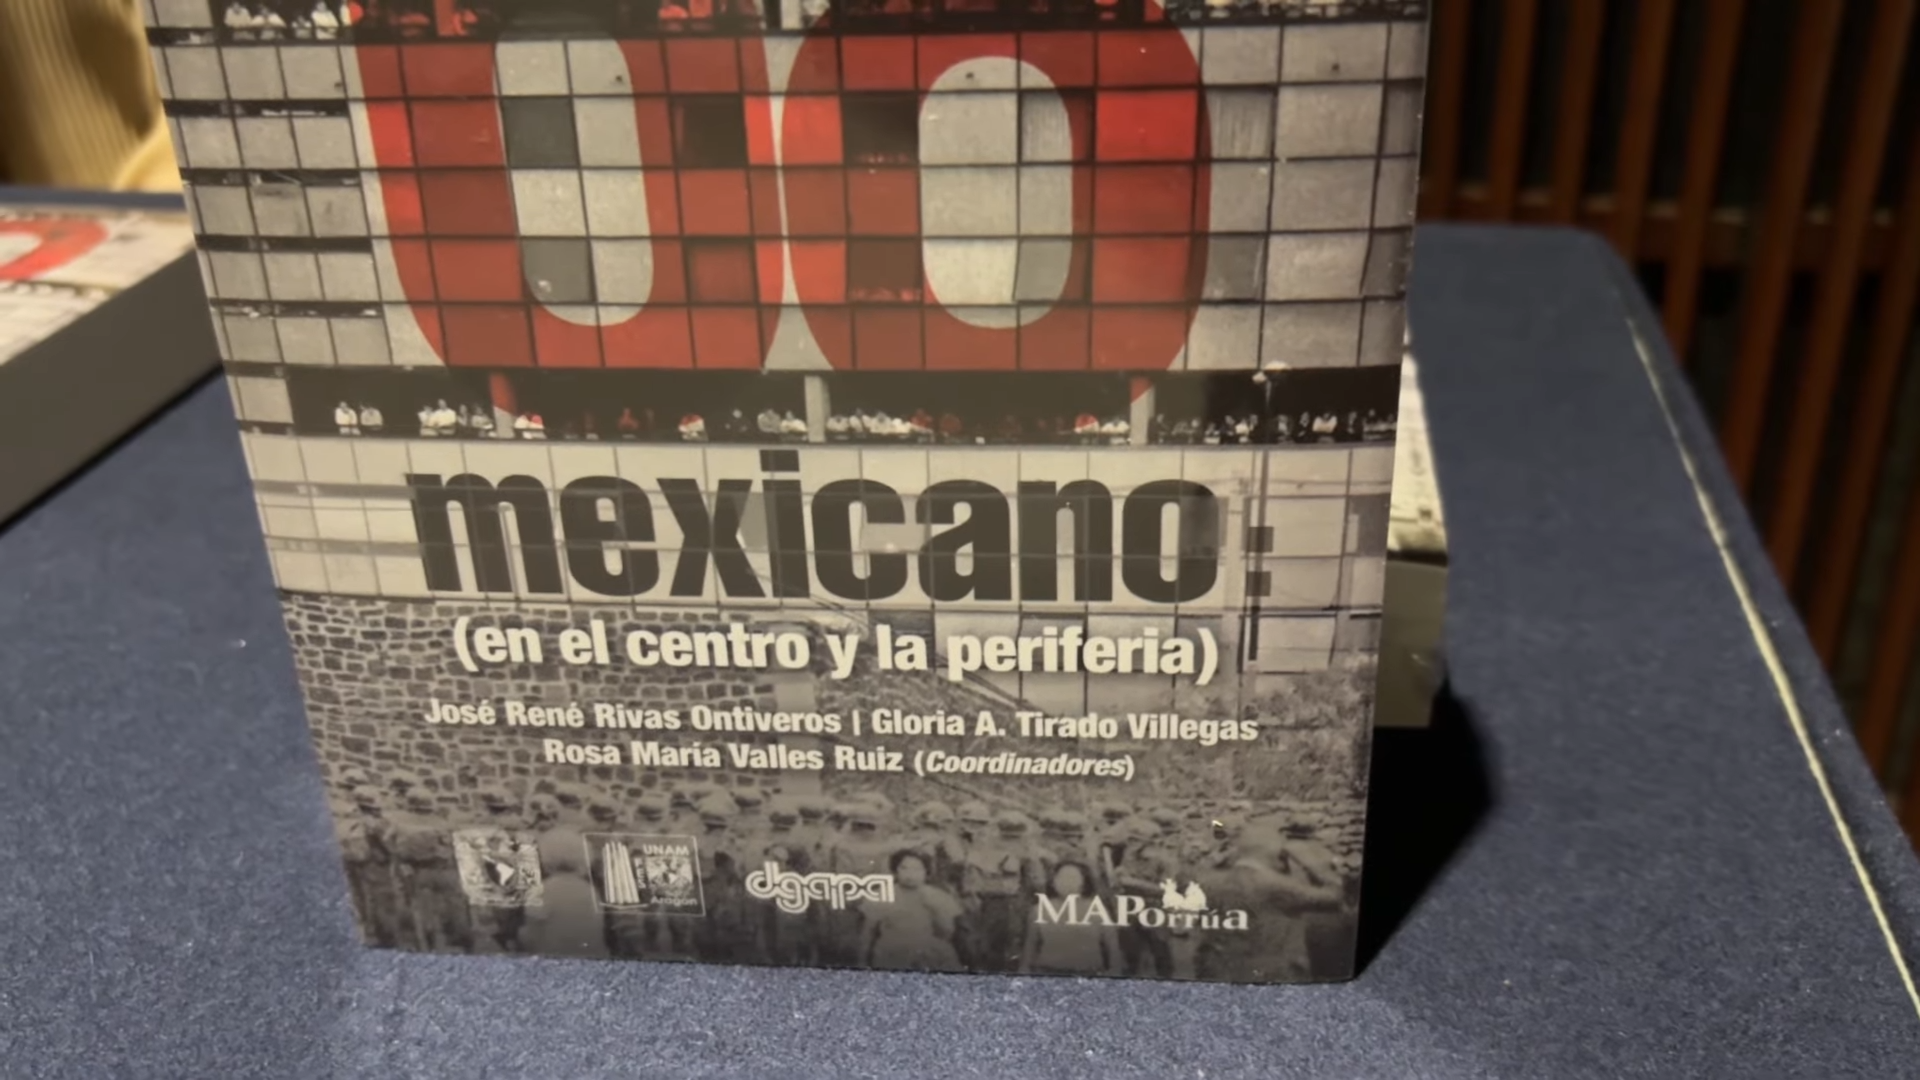 mexicano:
(en el centro y la periferia)
José René Rivas Ontiveros | Gloria A. Tirado Villegas
Rosa María Valles Ruiz (Coordinadores)
UNAM
Aragón
dgapa
MAPorrúa